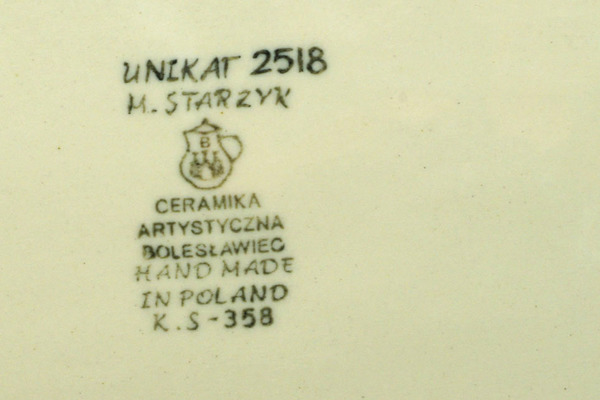 UNIKAT 2518
M. STARZYK
B
CERAMIKA
ARTYSTYCZNA
BOLESŁAWIEC
HAND MADE
IN POLAND
K.S-358